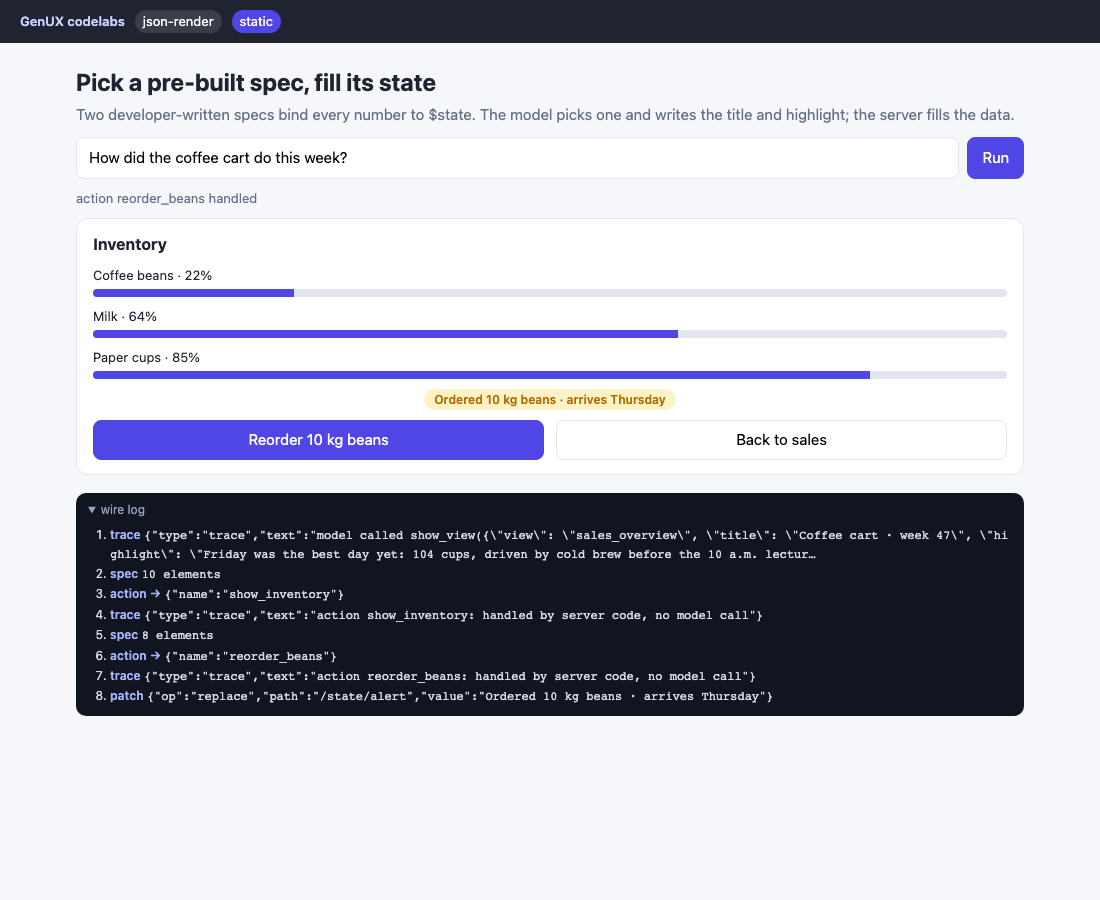 GenUX codelabs json-render static
Pick a pre-built spec, fill its state
Two developer-written specs bind every number to $state. The model picks one and writes the title and highlight; the server fills the data.
How did the coffee cart do this week?
Run
action reorder_beans handled
Inventory
Coffee beans · 22%
Milk · 64%
Paper cups · 85%
Ordered 10 kg beans · arrives Thursday
Reorder 10 kg beans
Back to sales
▼ wire log
1. trace {"type":"trace","text":"model called show_view({\"view\": \"sales_overview\", \"title\": \"Coffee cart · week 47\", \"hi
ghlight\": \"Friday was the best day yet: 104 cups, driven by cold brew before the 10 a.m. lectur…
2. spec 10 elements
3. action → {"name":"show_inventory"}
4. trace {"type":"trace","text":"action show_inventory: handled by server code, no model call"}
5. spec 8 elements
6. action → {"name":"reorder_beans"}
7. trace {"type":"trace","text":"action reorder_beans: handled by server code, no model call"}
8. patch {"op":"replace","path":"/state/alert","value":"Ordered 10 kg beans · arrives Thursday"}